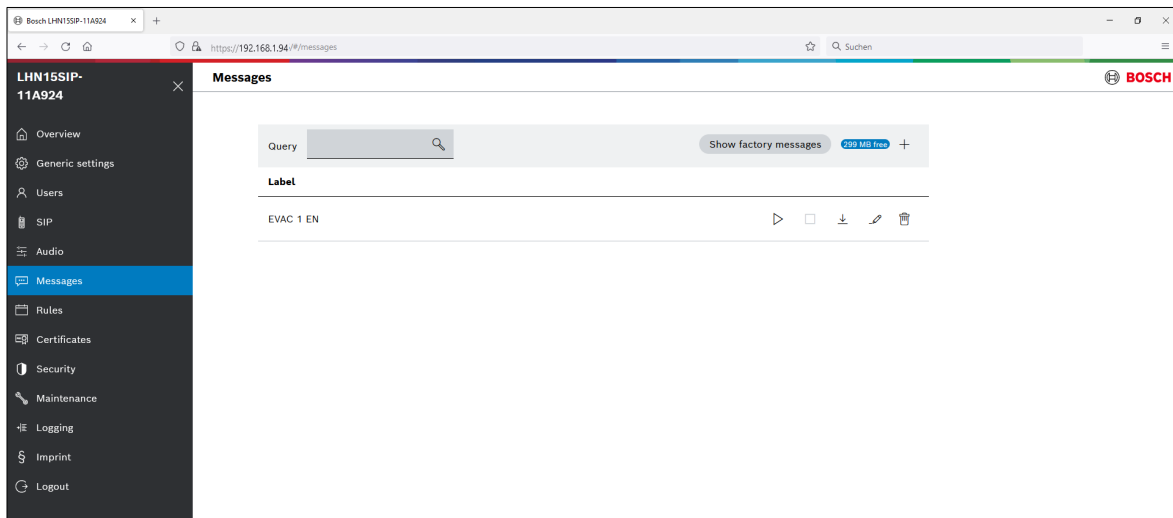 Bosch LHN15SIP-11A924
https://192.168.1.94/#/messages
Suchen
LHN15SIP-
11A924
Messages
BOSCH
Overview
Generic settings
Users
SIP
Audio
Messages
Rules
Certificates
Security
Maintenance
Logging
Imprint
Logout
Query
Show factory messages
299 MB free
Label
EVAC 1 EN